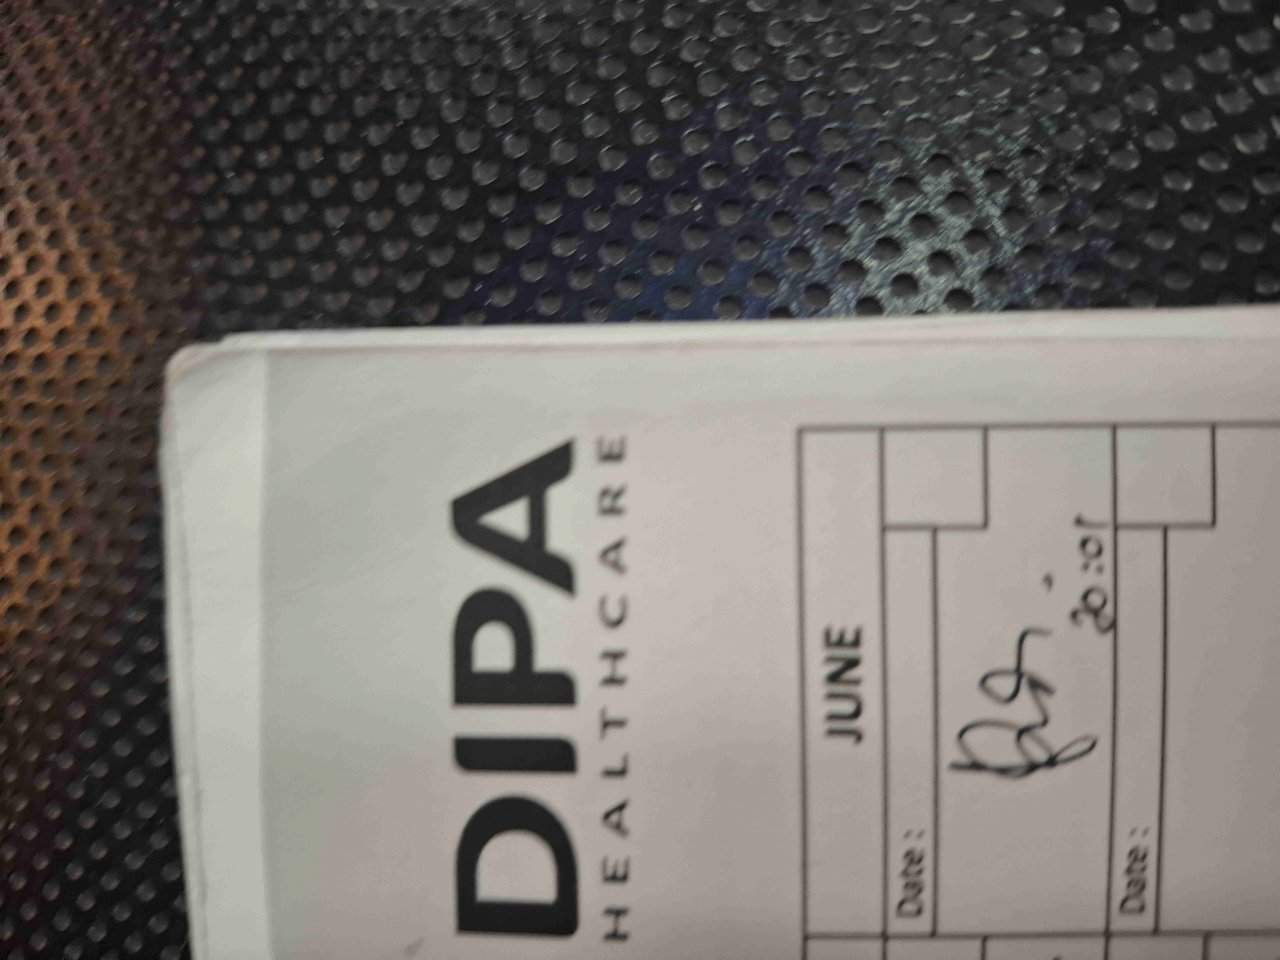 DIPA
HEALTHCARE
JUNE
Date :
20:01
Date :